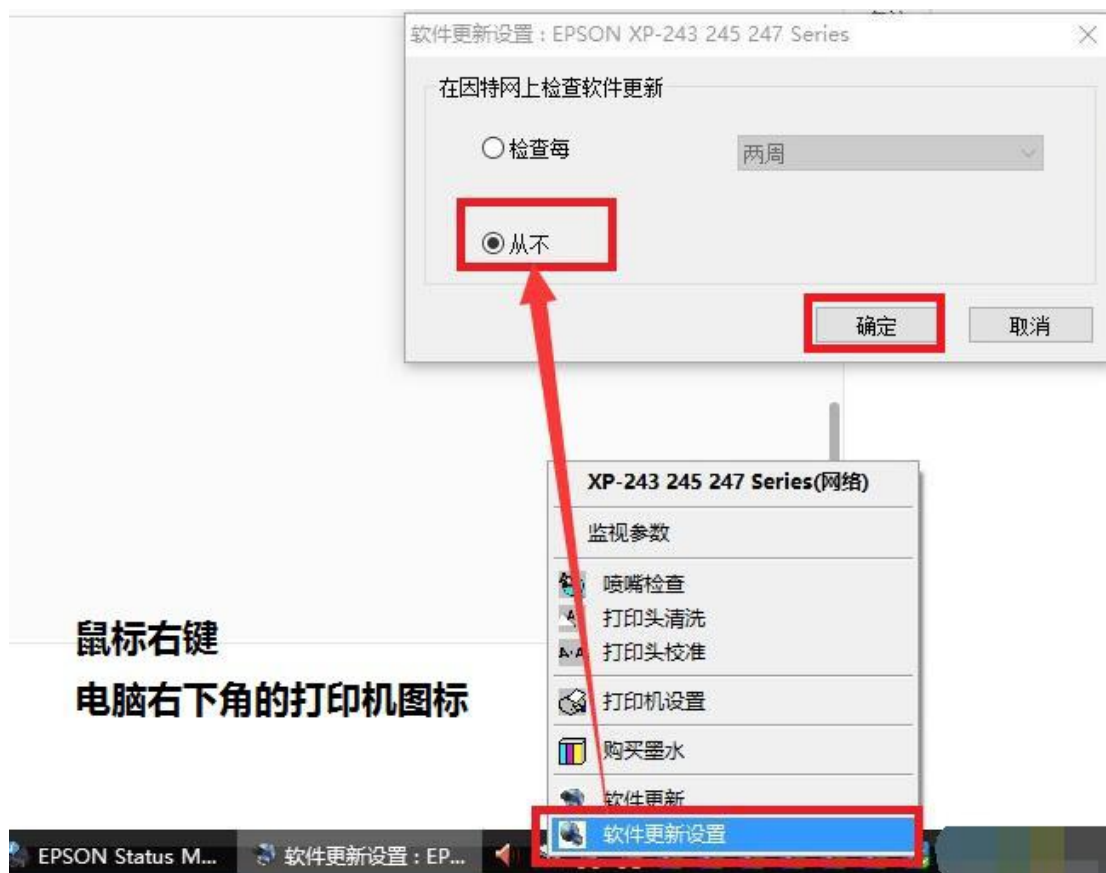 软件更新设置 : EPSON XP-243 245 247 Series
在因特网上检查软件更新
检查每
两周
从不
确定
取消
XP-243 245 247 Series(网络)
监视参数
喷嘴检查
打印头清洗
打印头校准
打印机设置
购买墨水
软件更新
软件更新设置
鼠标右键
电脑右下角的打印机图标
EPSON Status M...
软件更新设置 : EP...